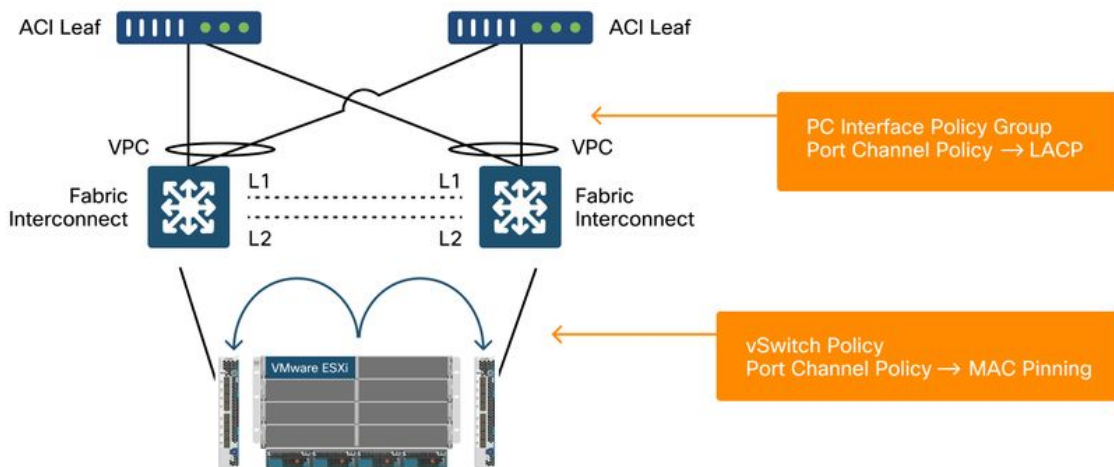 ACI Leaf
ACI Leaf
PC Interface Policy Group
Port Channel Policy → LACP
VPC
VPC
Fabric
Interconnect
L1
L1
L2
L2
Fabric
Interconnect
VMware ESXi
vSwitch Policy
Port Channel Policy → MAC Pinning